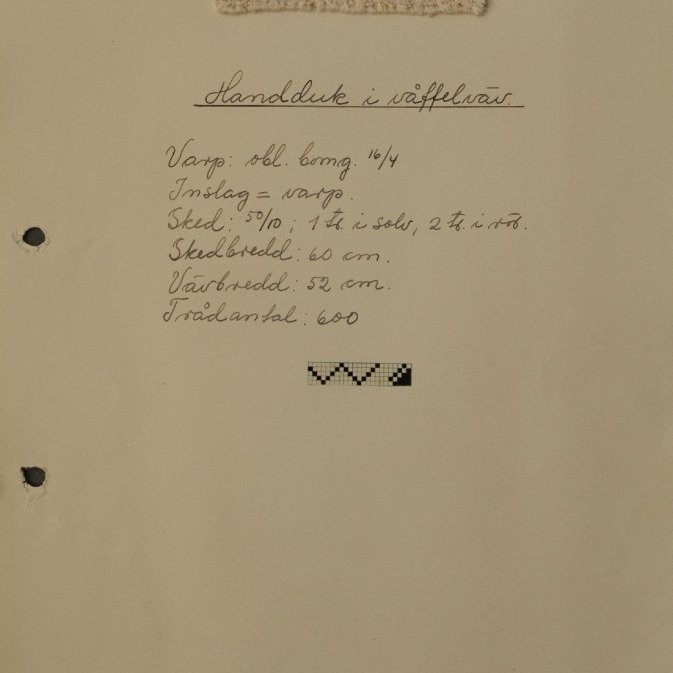 Handduk i våffelväv.
Varp: obl. bomg. 16/4
Inslag = varp.
Sked: 50/10; 1 tr. i solv, 2 tr. i rör.
Skedbredd: 60 cm.
Vävbredd: 52 cm.
Trådantal: 600